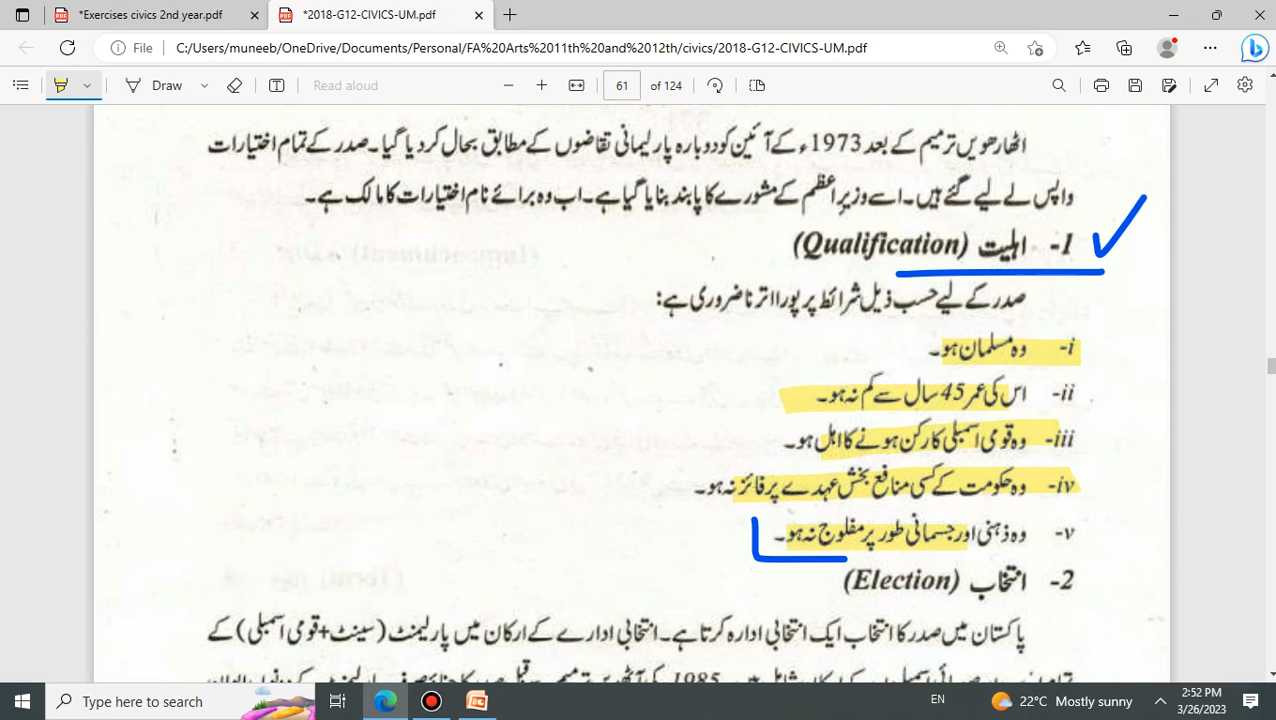 *Exercises civics 2nd year.pdf
*2018-G12-CIVICS-UM.pdf
File
C:/Users/muneeb/OneDrive/Documents/Personal/FA%20Arts%2011th%20and%2012th/civics/2018-G12-CIVICS-UM.pdf
Draw
Read aloud
61 of 124
اٹھارھویں ترمیم کے بعد 1973ء کے آئین کو دوبارہ پارلیمانی تقاضوں کے مطابق بحال کر دیا گیا۔ صدر کے تمام اختیارات
واپس لے لیے گئے ہیں۔ اسے وزیرِ اعظم کے مشورے کا پابند بنایا گیا ہے۔ اب وہ برائے نام اختیارات کا مالک ہے۔
1- اہلیت (Qualification)
صدر کے لیے حسب ذیل شرائط پر پورا اترنا ضروری ہے:
i- وہ مسلمان ہو۔
ii- اس کی عمر 45 سال سے کم نہ ہو۔
iii- وہ قومی اسمبلی کا رکن ہونے کا اہل ہو۔
iv- وہ حکومت کے کسی منافع بخش عہدے پر فائز نہ ہو۔
v- وہ ذہنی اور جسمانی طور پر مفلوج نہ ہو۔
2- انتخاب (Election)
پاکستان میں صدر کا انتخاب ایک انتخابی ادارہ کرتا ہے۔ انتخابی ادارے کے ارکان میں پارلیمنٹ (سینٹ+قومی اسمبلی) کے
Type here to search
EN
22°C Mostly sunny
2:52 PM
3/26/2023